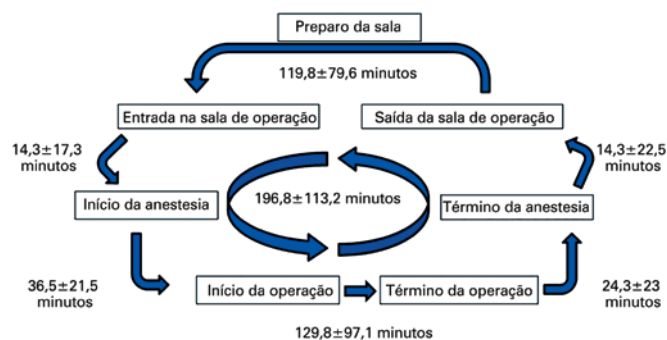 Preparo da sala
119,8±79,6 minutos
Entrada na sala de operação
Saída da sala de operação
14,3±17,3
minutos
14,3±22,5
minutos
196,8±113,2 minutos
Início da anestesia
Término da anestesia
36,5±21,5
minutos
Início da operação
Término da operação
24,3±23
minutos
129,8±97,1 minutos